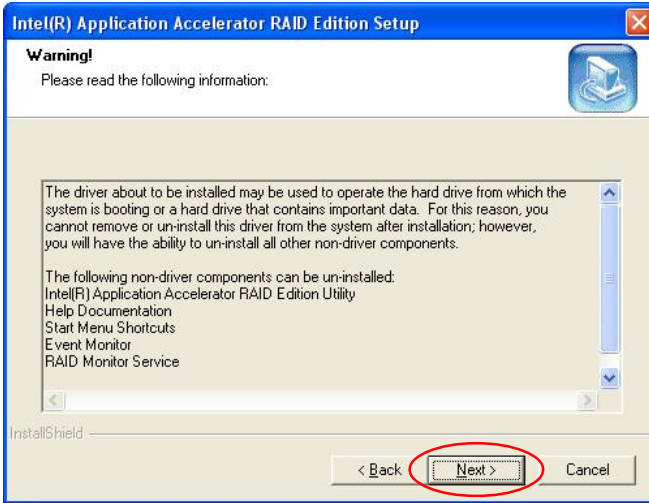 Intel(R) Application Accelerator RAID Edition Setup
Warning!
Please read the following information:
The driver about to be installed may be used to operate the hard drive from which the
system is booting or a hard drive that contains important data.  For this reason, you
cannot remove or un-install this driver from the system after installation; however,
you will have the ability to un-install all other non-driver components.
The following non-driver components can be un-installed:
Intel(R) Application Accelerator RAID Edition Utility
Help Documentation
Start Menu Shortcuts
Event Monitor
RAID Monitor Service
InstallShield
< Back
Next >
Cancel